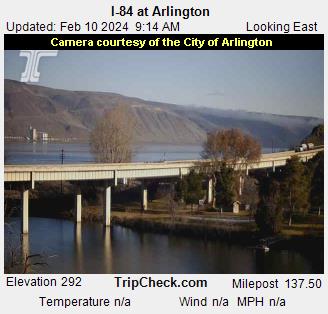 I-84 at Arlington
Updated: Feb 10 2024 9:14 AM Looking East
Camera courtesy of the City of Arlington
Elevation 292 TripCheck.com Milepost 137.50
Temperature n/a Wind n/a MPH n/a